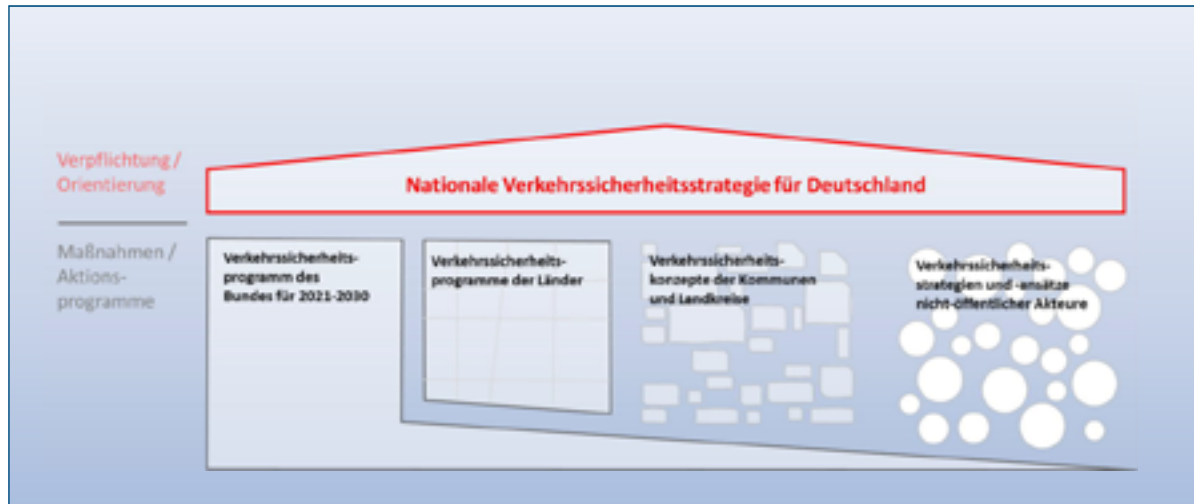 Verpflichtung /
Orientierung
Nationale Verkehrssicherheitsstrategie für Deutschland
Maßnahmen /
Aktions-
programme
Verkehrssicherheits-
programm des
Bundes für 2021-2030
Verkehrssicherheits-
programme der Länder
Verkehrssicherheits-
konzepte der Kommunen
und Landkreise
Verkehrssicherheits-
strategien und -ansätze
nicht-öffentlicher Akteure